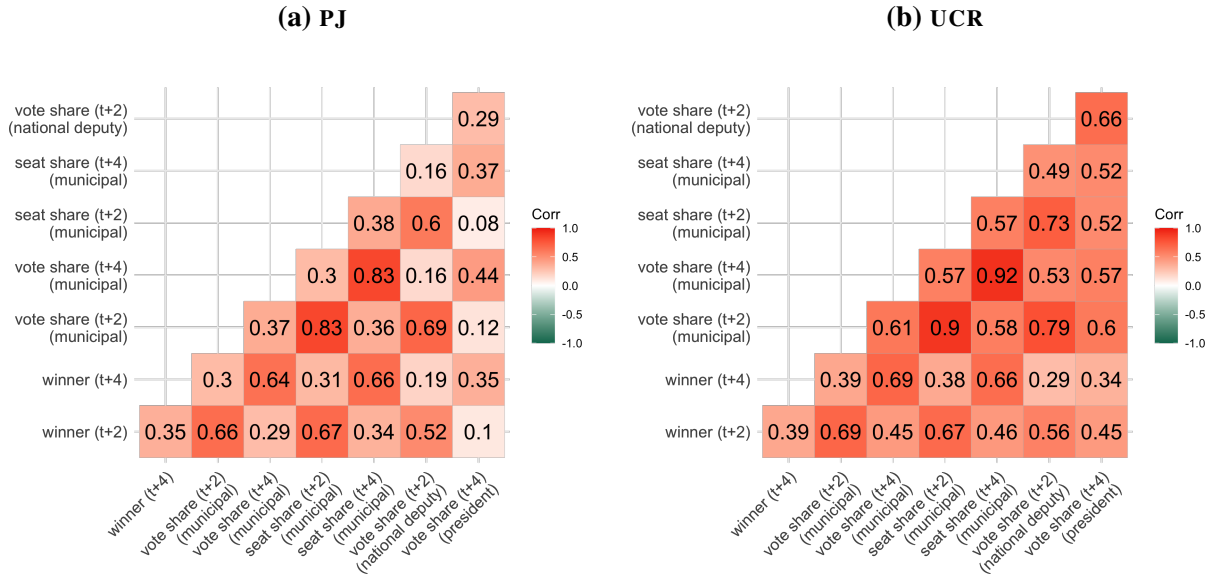 (a) PJ
vote share (t+2)
(national deputy)
0.29
seat share (t+4)
(municipal)
0.16 0.37
seat share (t+2)
(municipal)
0.38 0.6 0.08
vote share (t+4)
(municipal)
0.3 0.83 0.16 0.44
vote share (t+2)
(municipal)
0.37 0.83 0.36 0.69 0.12
winner (t+4)
0.3 0.64 0.31 0.66 0.19 0.35
winner (t+2)
0.35 0.66 0.29 0.67 0.34 0.52 0.1
winner (t+4)
vote share (t+2)
(municipal)
vote share (t+4)
(municipal)
seat share (t+2)
(municipal)
seat share (t+4)
(municipal)
vote share (t+2)
(national deputy)
vote share (t+4)
(president)
Corr
1.0
0.5
0.0
-0.5
-1.0
(b) UCR
vote share (t+2)
(national deputy)
0.66
seat share (t+4)
(municipal)
0.49 0.52
seat share (t+2)
(municipal)
0.57 0.73 0.52
vote share (t+4)
(municipal)
0.57 0.92 0.53 0.57
vote share (t+2)
(municipal)
0.61 0.9 0.58 0.79 0.6
winner (t+4)
0.39 0.69 0.38 0.66 0.29 0.34
winner (t+2)
0.39 0.69 0.45 0.67 0.46 0.56 0.45
winner (t+4)
vote share (t+2)
(municipal)
vote share (t+4)
(municipal)
seat share (t+2)
(municipal)
seat share (t+4)
(municipal)
vote share (t+2)
(national deputy)
vote share (t+4)
(president)
Corr
1.0
0.5
0.0
-0.5
-1.0